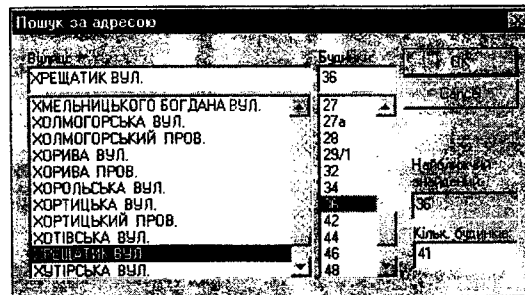 Пошук за адресою
Вулиця:
ХРЕЩАТИК ВУЛ.
ХМЕЛЬНИЦЬКОГО БОГДАНА ВУЛ.
ХОЛМОГОРСЬКА ВУЛ.
ХОЛМОГОРСЬКИЙ ПРОВ.
ХОРИВА ВУЛ.
ХОРИВА ПРОВ.
ХОРОЛЬСЬКА ВУЛ.
ХОРТИЦЬКА ВУЛ.
ХОРТИЦЬКИЙ ПРОВ.
ХОТІВСЬКА ВУЛ.
ХРЕЩАТИК ВУЛ.
ХУТІРСЬКА ВУЛ.
Будинок:
36
27
27а
28
29/1
32
34
36
42
44
46
48
OK
Cancel
36
Кільк. будинків:
41